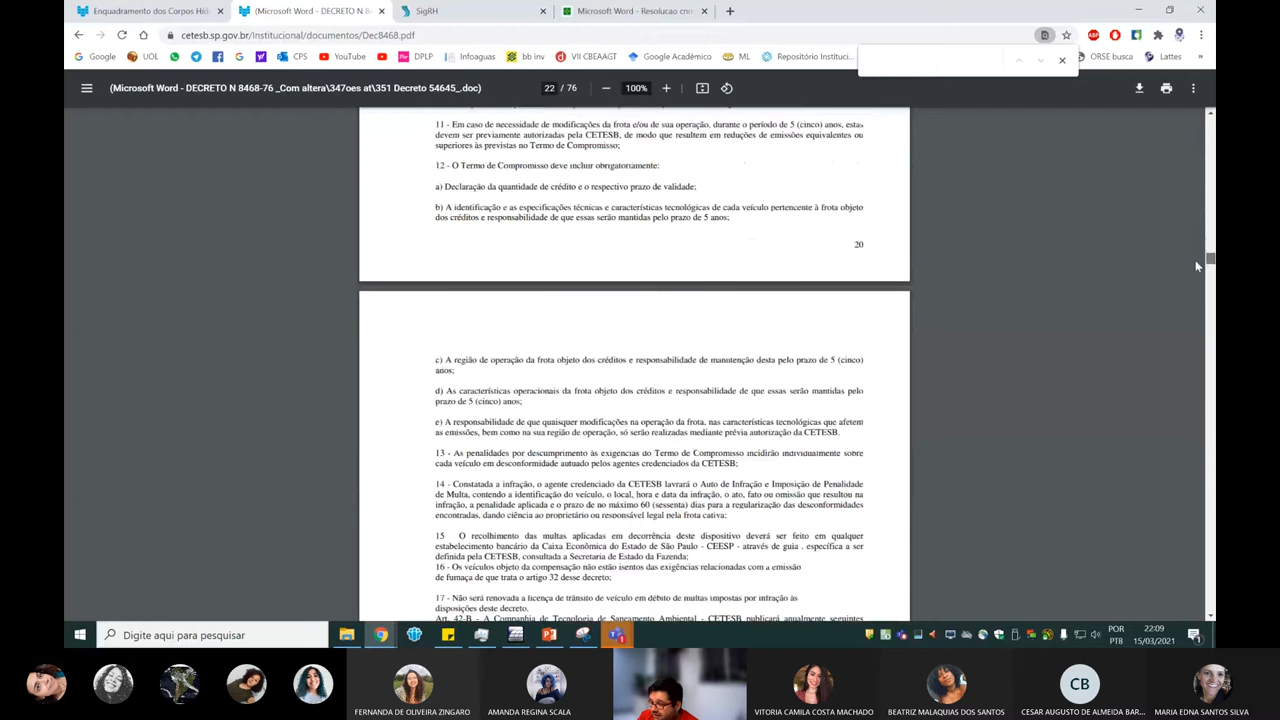 Enquadramento dos Corpos Híd
(Microsoft Word - DECRETO N 8
SigRH
Microsoft Word - Resolucao cnrh
cetesb.sp.gov.br/Institucional/documentos/Dec8468.pdf
Google
UOL
CPS
YouTube
DPLP
Infoaguas
bb inv
VII CBEAAGT
Google Acadêmico
ML
Repositório Instituci...
ORSE busca
Lattes
(Microsoft Word - DECRETO N 8468-76 _Com altera\347oes at\351 Decreto 54645_.doc)
22 / 76
100%
11 - Em caso de necessidade de modificações da frota e/ou de sua operação, durante o período de 5 (cinco) anos, estas
devem ser previamente autorizadas pela CETESB, de modo que resultem em reduções de emissões equivalentes ou
superiores às previstas no Termo de Compromisso;
12 - O Termo de Compromisso deve incluir obrigatoriamente:
a) Declaração da quantidade de crédito e o respectivo prazo de validade;
b) A identificação e as especificações técnicas e características tecnológicas de cada veículo pertencente à frota objeto
dos créditos e responsabilidade de que essas serão mantidas pelo prazo de 5 anos;
20
c) A região de operação da frota objeto dos créditos e responsabilidade de manutenção desta pelo prazo de 5 (cinco)
anos;
d) As características operacionais da frota objeto dos créditos e responsabilidade de que essas serão mantidas pelo
prazo de 5 (cinco) anos;
e) A responsabilidade de que quaisquer modificações na operação da frota, nas características tecnológicas que afetem
as emissões, bem como na sua região de operação, só serão realizadas mediante prévia autorização da CETESB.
13 - As penalidades por descumprimento às exigências do Termo de Compromisso incidirão individualmente sobre
cada veículo em desconformidade autuado pelos agentes credenciados da CETESB;
14 - Constatada a infração, o agente credenciado da CETESB lavrará o Auto de Infração e Imposição de Penalidade
de Multa, contendo a identificação do veículo, o local, hora e data da infração, o ato, fato ou omissão que resultou na
infração, a penalidade aplicada e o prazo de no máximo 60 (sessenta) dias para a regularização das desconformidades
encontradas, dando ciência ao proprietário ou responsável legal pela frota cativa;
15 O recolhimento das multas aplicadas em decorrência deste dispositivo deverá ser feito em qualquer
estabelecimento bancário da Caixa Econômica do Estado de São Paulo - CEESP - através de guia . específica a ser
definida pela CETESB, consultada a Secretaria de Estado da Fazenda;
16 - Os veículos objeto da compensação não estão isentos das exigências relacionadas com a emissão
de fumaça de que trata o artigo 32 desse decreto;
17 - Não será renovada a licença de trânsito de veículo em débito de multas impostas por infração às
disposições deste decreto.
Art. 42-B - A Companhia de Tecnologia de Saneamento Ambiental - CETESB publicará anualmente seguintes
Digite aqui para pesquisar
POR
PTB
22:09
15/03/2021
FERNANDA DE OLIVEIRA ZINGARO
AMANDA REGINA SCALA
VITORIA CAMILA COSTA MACHADO
BEATRIZ MALAQUIAS DOS SANTOS
CB
CESAR AUGUSTO DE ALMEIDA BAR...
MARIA EDNA SANTOS SILVA